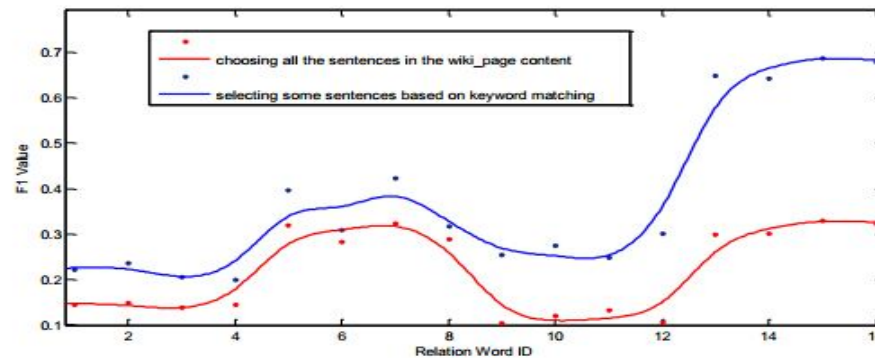 0.7
0.6
0.5
0.4
0.3
0.2
0.1
F1 Value
choosing all the sentences in the wiki_page content
selecting some sentences based on keyword matching
2 4 6 8 10 12 14 16
Relation Word ID